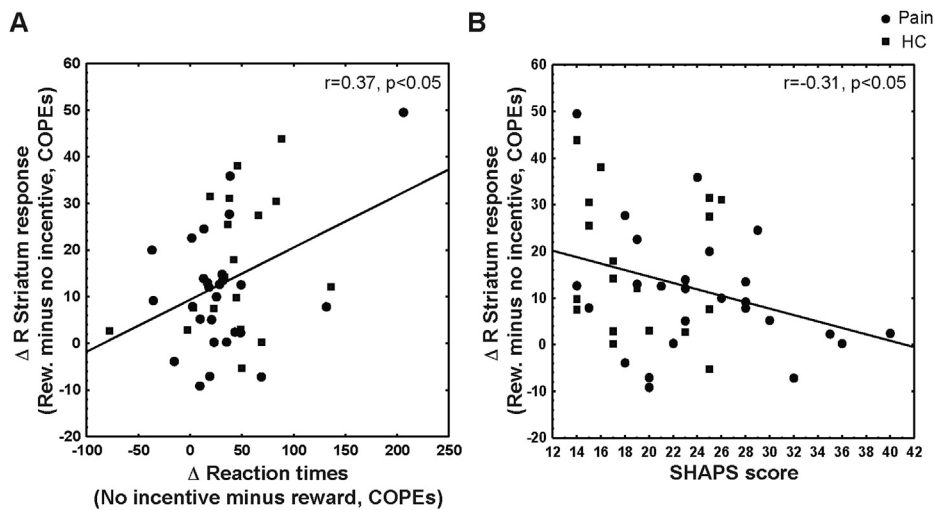 A
B
Pain
HC
r=0.37, p<0.05
r=-0.31, p<0.05
Δ R Striatum response
(Rew. minus no incentive, COPEs)
60
50
40
30
20
10
0
-10
-20
-100 -50 0 50 100 150 200 250
Δ Reaction times
(No incentive minus reward, COPEs)
Δ R Striatum response
(Rew. minus no incentive, COPEs)
60
50
40
30
20
10
0
-10
-20
12 14 16 18 20 22 24 26 28 30 32 34 36 38 40 42
SHAPS score